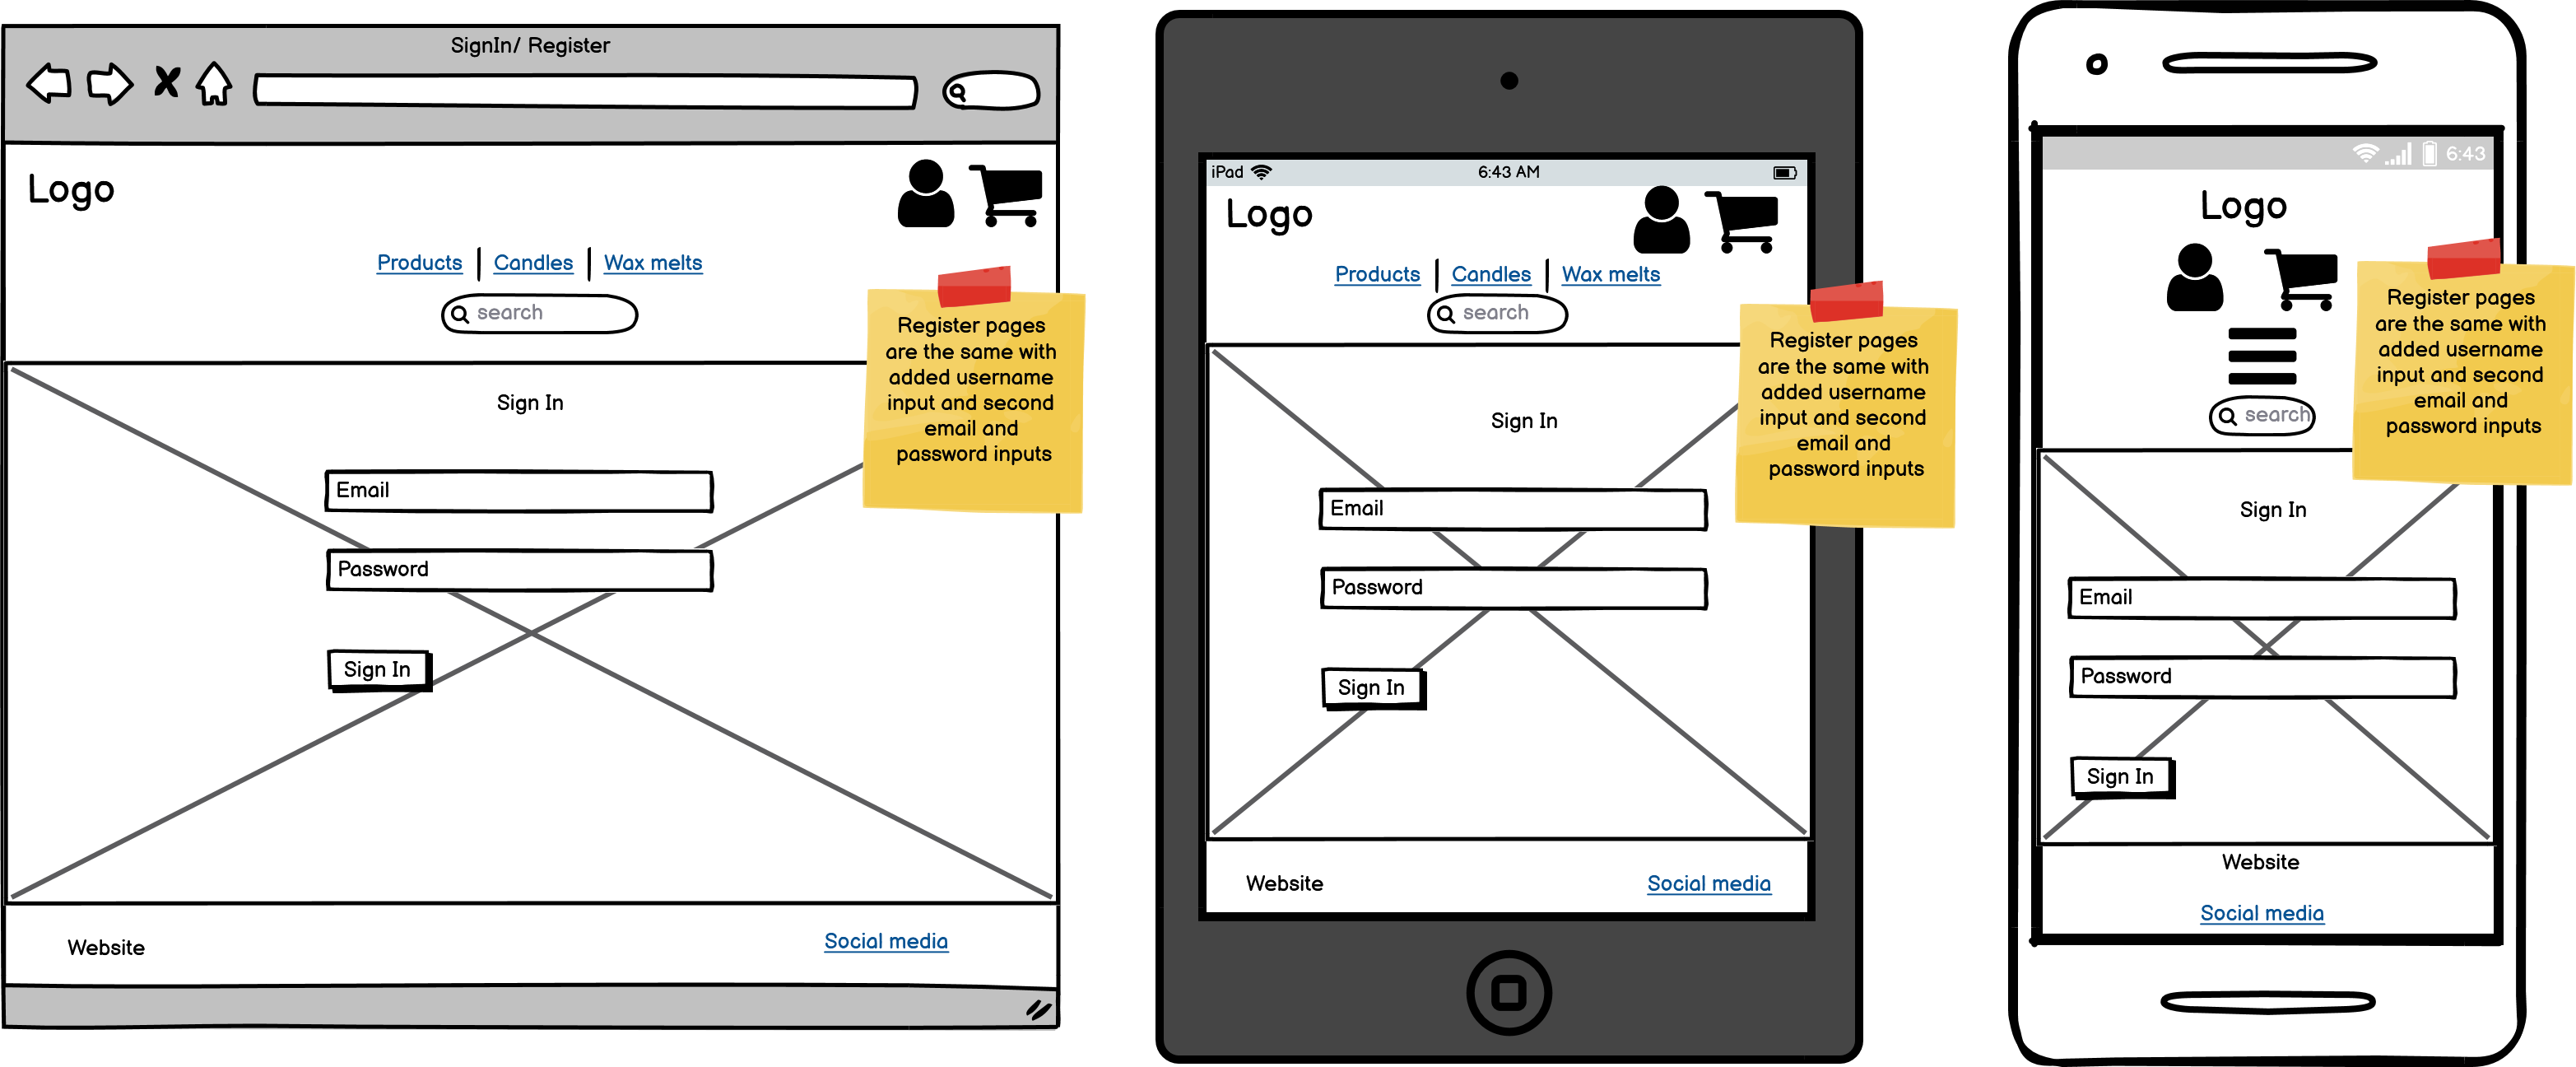 SignIn/ Register
Logo
Products | Candles | Wax melts
search
Register pages
are the same with
added username
input and second
email and
password inputs
Sign In
Email
Password
Sign In
Website
Social media
iPad
6:43 AM
Logo
Products | Candles | Wax melts
search
Register pages
are the same with
added username
input and second
email and
password inputs
Sign In
Email
Password
Sign In
Website
Social media
6:43
Logo
search
Register pages
are the same with
added username
input and second
email and
password inputs
Sign In
Email
Password
Sign In
Website
Social media